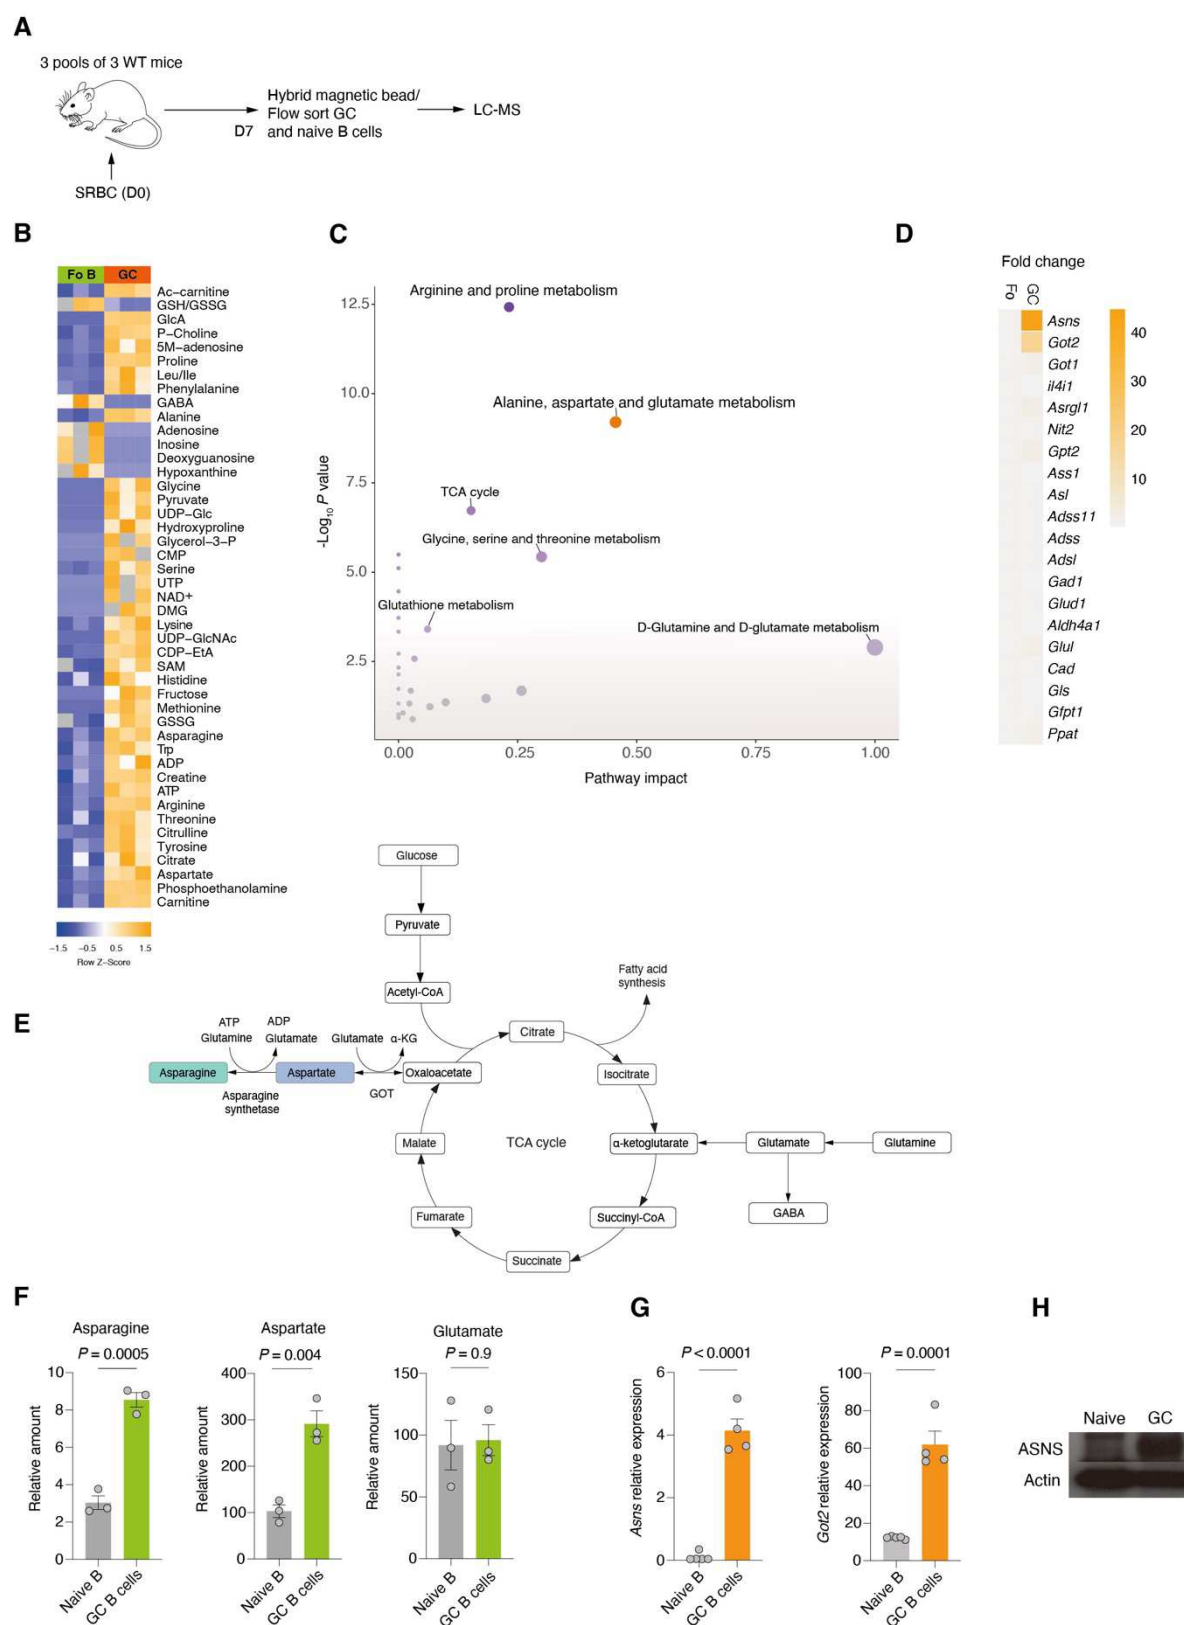 A
3 pools of 3 WT mice
Hybrid magnetic bead/
Flow sort GC
and naive B cells
D7
LC-MS
SRBC (D0)
B
Fo B GC
Ac-carnitine
GSH/GSSG
GlcA
P-Choline
5M-adenosine
Proline
Leu/Ile
Phenylalanine
GABA
Alanine
Adenosine
Inosine
Deoxyguanosine
Hypoxanthine
Glycine
Pyruvate
UDP-Glc
Hydroxyproline
Glycerol-3-P
CMP
Serine
UTP
NAD+
DMG
Lysine
UDP-GlcNAc
CDP-EtA
SAM
Histidine
Fructose
Methionine
GSSG
Asparagine
Trp
ADP
Creatine
ATP
Arginine
Threonine
Citrulline
Tyrosine
Citrate
Aspartate
Phosphoethanolamine
Carnitine
-1.5 -0.5 0.5 1.5
Row Z-Score
C
12.5
10.0
7.5
5.0
2.5
-Log10 P value
Arginine and proline metabolism
Alanine, aspartate and glutamate metabolism
TCA cycle
Glycine, serine and threonine metabolism
Glutathione metabolism
D-Glutamine and D-glutamate metabolism
0.00 0.25 0.50 0.75 1.00
Pathway impact
D
Fold change
Fo GC
Asns
Got2
Got1
il4i1
Asrgl1
Nit2
Gpt2
Ass1
Asl
Adss11
Adss
Adsl
Gad1
Glud1
Aldh4a1
Glul
Cad
Gls
Gfpt1
Ppat
40
30
20
10
E
Glucose
Pyruvate
Acetyl-CoA
Fatty acid
synthesis
Citrate
Isocitrate
α-ketoglutarate
Glutamate
Glutamine
GABA
Succinyl-CoA
Succinate
Fumarate
Malate
Oxaloacetate
TCA cycle
ATP
Glutamine
ADP
Glutamate
Glutamate α-KG
Asparagine
Aspartate
Asparagine
synthetase
GOT
F
Asparagine
P = 0.0005
Relative amount
10
8
6
4
2
0
Naive B
GC B cells
Aspartate
P = 0.004
Relative amount
400
300
200
100
0
Naive B
GC B cells
Glutamate
P = 0.9
Relative amount
150
100
50
0
Naive B
GC B cells
G
P < 0.0001
Asns relative expression
6
4
2
0
Naive B
GC B cells
P = 0.0001
Got2 relative expression
100
80
60
40
20
0
Naive B
GC B cells
H
Naive GC
ASNS
Actin